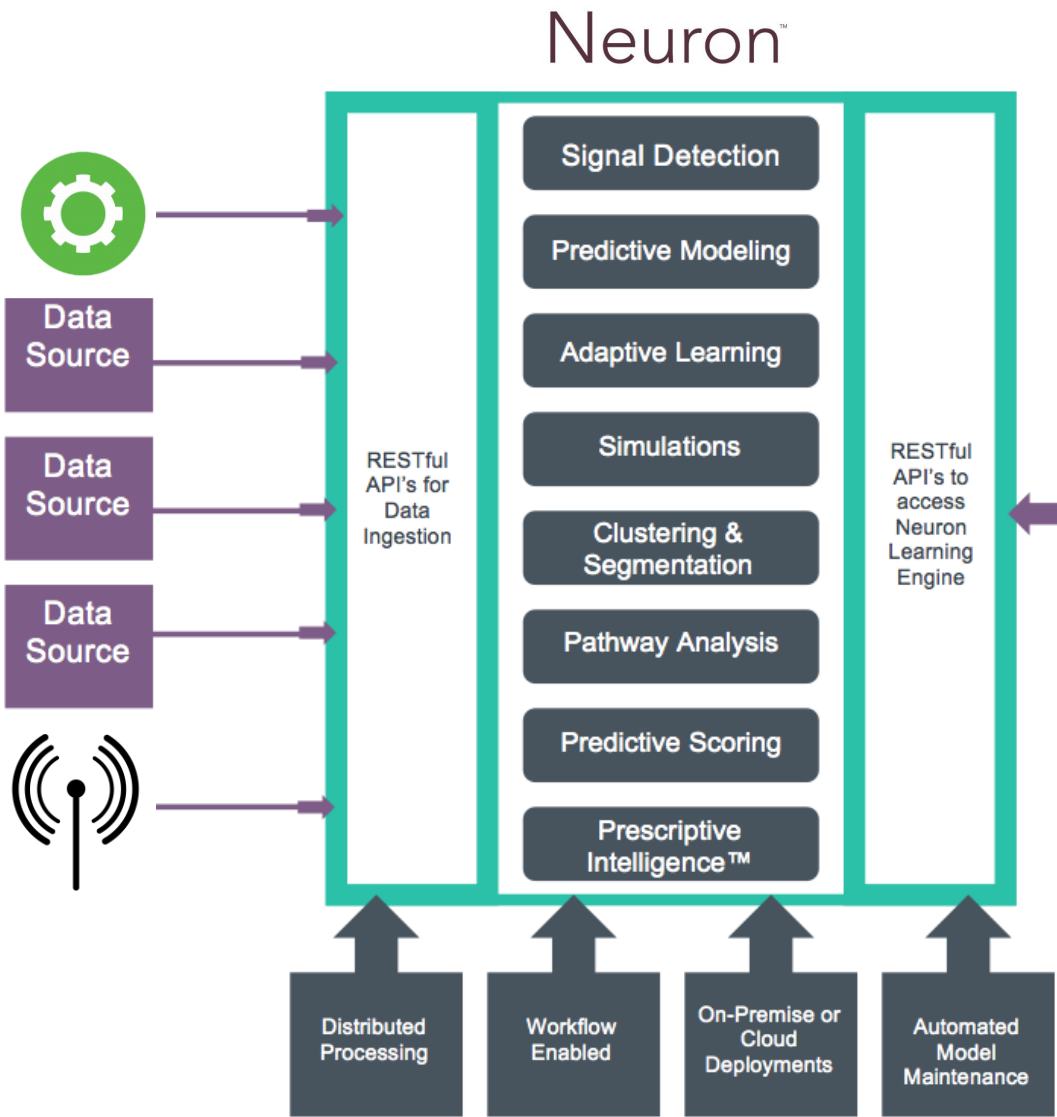 Neuron™
Signal Detection
Predictive Modeling
Adaptive Learning
Simulations
Clustering &
Segmentation
Pathway Analysis
Predictive Scoring
Prescriptive
Intelligence™
Data
Source
Data
Source
Data
Source
RESTful
API's for
Data
Ingestion
RESTful
API's to
access
Neuron
Learning
Engine
Distributed
Processing
Workflow
Enabled
On-Premise or
Cloud
Deployments
Automated
Model
Maintenance